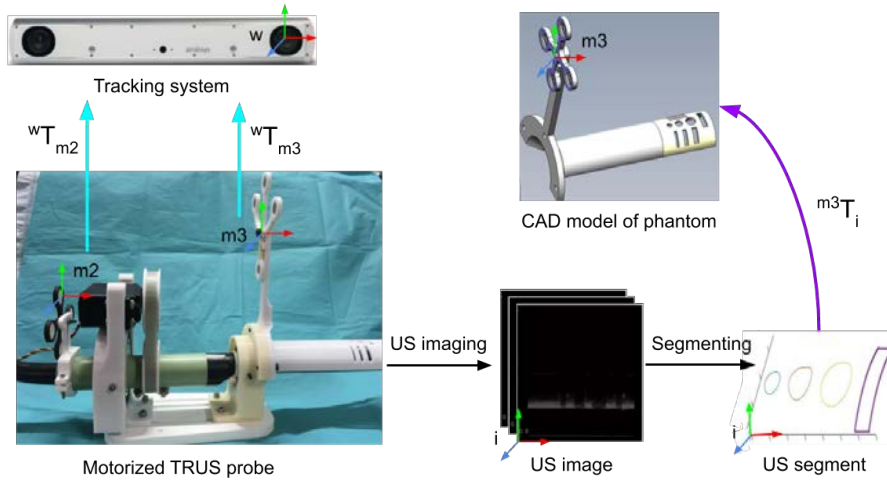 w
m3
Tracking system
wTm2
wTm3
CAD model of phantom
m3Ti
m3
m2
US imaging
Segmenting
i
i
Motorized TRUS probe
US image
US segment